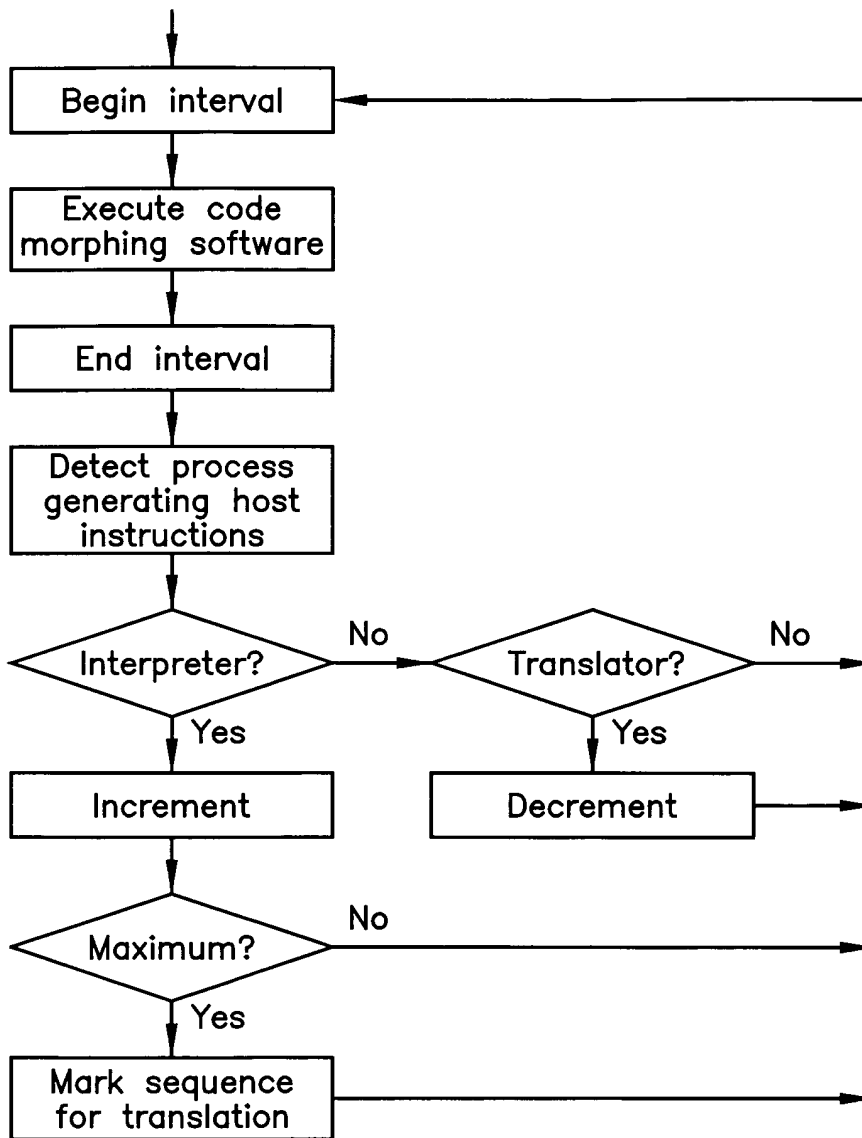 Begin interval
Execute code
morphing software
End interval
Detect process
generating host
instructions
Interpreter?
No
Translator?
No
Yes
Yes
Increment
Decrement
Maximum?
No
Yes
Mark sequence
for translation